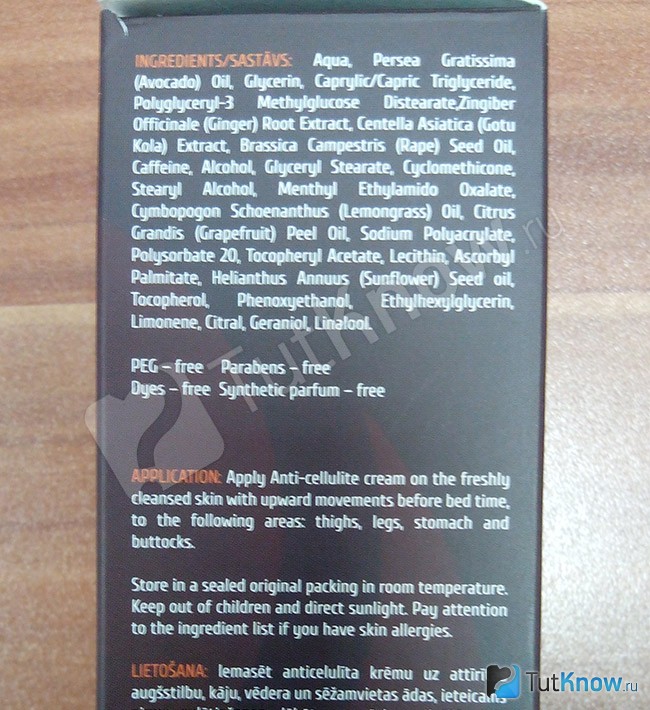 INGREDIENTS/SASTĀVS: Aqua, Persea Gratissima
(Avocado) Oil, Glycerin, Caprylic/Capric Triglyceride,
Polyglyceryl-3 Methylglucose Distearate,Zingiber
Officinale (Ginger) Root Extract, Centella Asiatica (Gotu
Kola) Extract, Brassica Campestris (Rape) Seed Oil,
Caffeine, Alcohol, Glyceryl Stearate, Cyclomethicone,
Stearyl Alcohol, Menthyl Ethylamido Oxalate,
Cymbopogon Schoenanthus (Lemongrass) Oil, Citrus
Grandis (Grapefruit) Peel Oil, Sodium Polyacrylate,
Polysorbate 20, Tocopheryl Acetate, Lecithin, Ascorbyl
Palmitate, Helianthus Annuus (Sunflower) Seed oil,
Tocopherol, Phenoxyethanol, Ethylhexylglycerin,
Limonene, Citral, Geraniol, Linalool.
PEG – free Parabens – free
Dyes – free Synthetic parfum – free
TutKnow.ru
APPLICATION: Apply Anti-cellulite cream on the freshly
cleansed skin with upward movements before bed time,
to the following areas: thighs, legs, stomach and
buttocks.
Store in a sealed original packing in room temperature.
Keep out of children and direct sunlight. Pay attention
to the ingredient list if you have skin allergies.
LIETOŠANA: Iemasēt anticelulīta krēmu uz attīrī
augšstilbu, kāju, vēdera un sēžamvietas ādas, ieteicams
TutKnow.ru